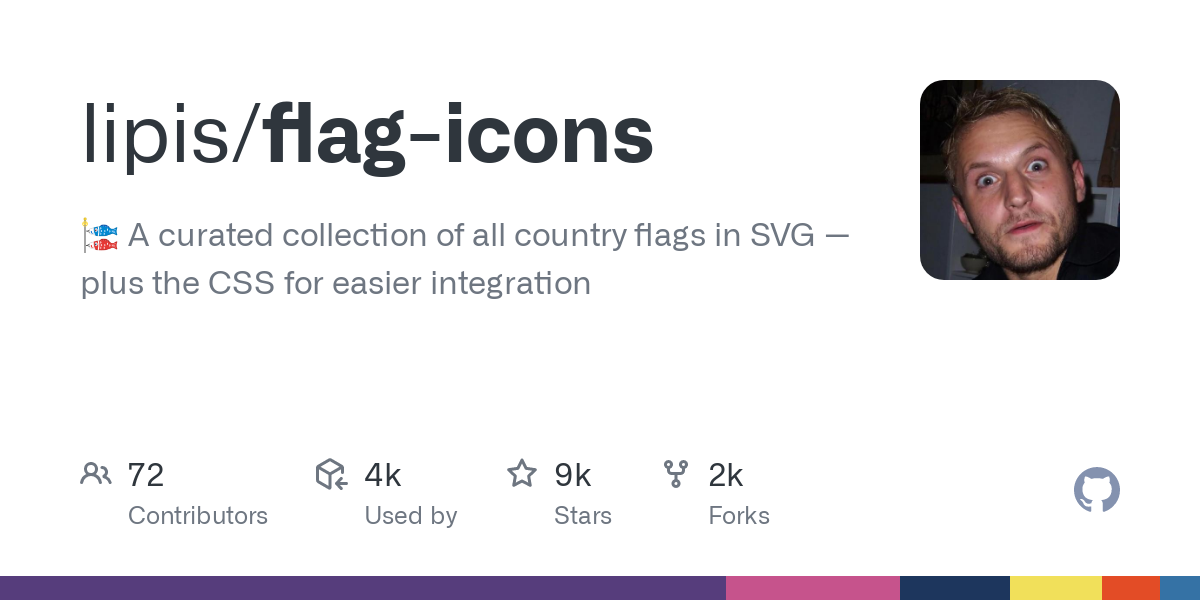 lipis/flag-icons
🎏 A curated collection of all country flags in SVG —
plus the CSS for easier integration
72 4k 9k 2k
Contributors Used by Stars Forks